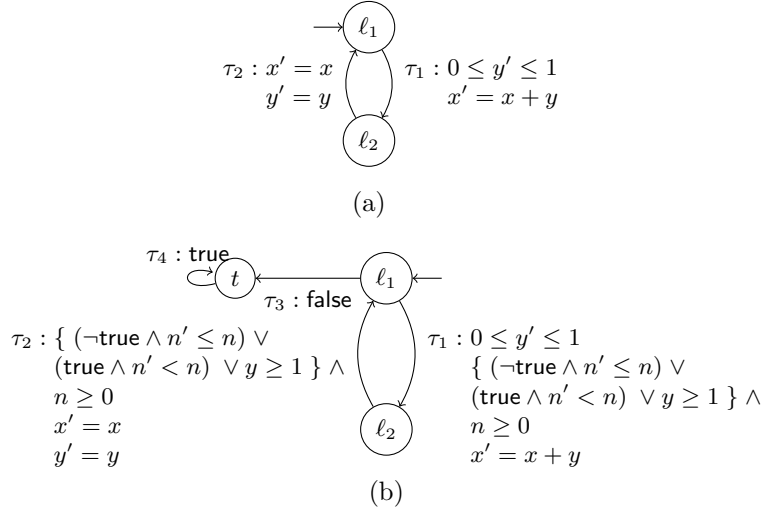 ℓ₁
τ₂ : x′ = x τ₁ : 0 ≤ y′ ≤ 1
y′ = y x′ = x + y
ℓ₂
(a)
τ₄ : true
t ℓ₁
τ₃ : false
τ₂ : { (¬true ∧ n′ ≤ n) ∨ τ₁ : 0 ≤ y′ ≤ 1
(true ∧ n′ < n) ∨ y ≥ 1 } ∧ { (¬true ∧ n′ ≤ n) ∨
n ≥ 0 (true ∧ n′ < n) ∨ y ≥ 1 } ∧
x′ = x ℓ₂ n ≥ 0
y′ = y x′ = x + y
(b)